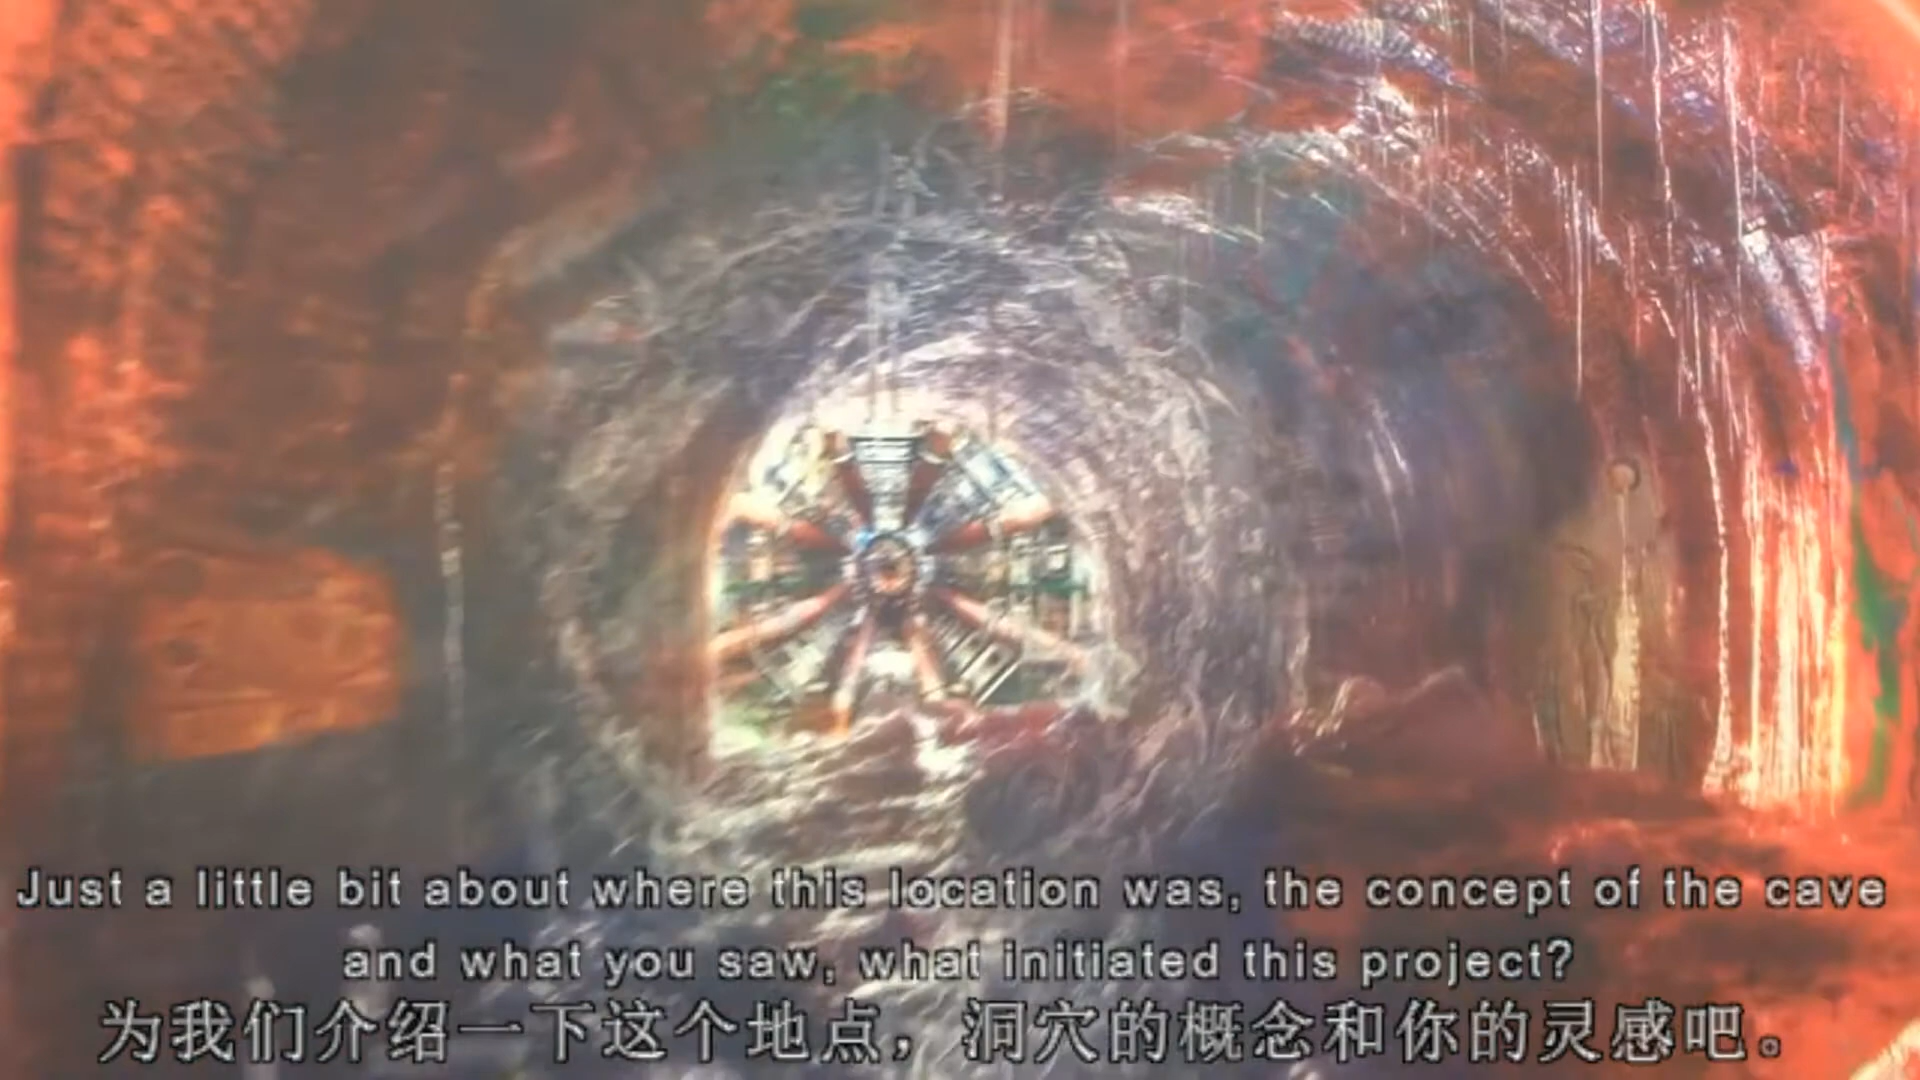 Just a little bit about where this location was, the concept of the cave
and what you saw, what initiated this project?
为我们介绍一下这个地点，洞穴的概念和你的灵感吧。